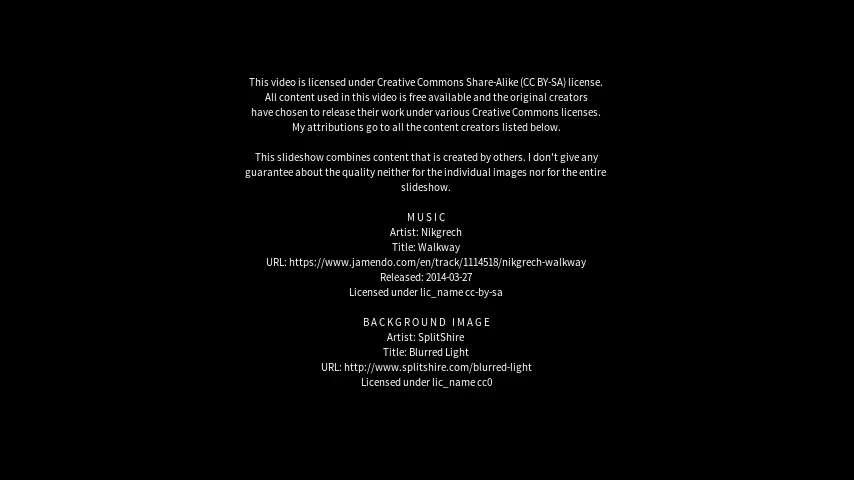 This video is licensed under Creative Commons Share-Alike (CC BY-SA) license.
All content used in this video is free available and the original creators
have chosen to release their work under various Creative Commons licenses.
My attributions go to all the content creators listed below.
This slideshow combines content that is created by others. I don't give any
guarantee about the quality neither for the individual images nor for the entire
slideshow.
MUSIC
Artist: Nikgrech
Title: Walkway
URL: https://www.jamendo.com/en/track/1114518/nikgrech-walkway
Released: 2014-03-27
Licensed under lic_name cc-by-sa
BACKGROUND IMAGE
Artist: SplitShire
Title: Blurred Light
URL: http://www.splitshire.com/blurred-light
Licensed under lic_name cc0